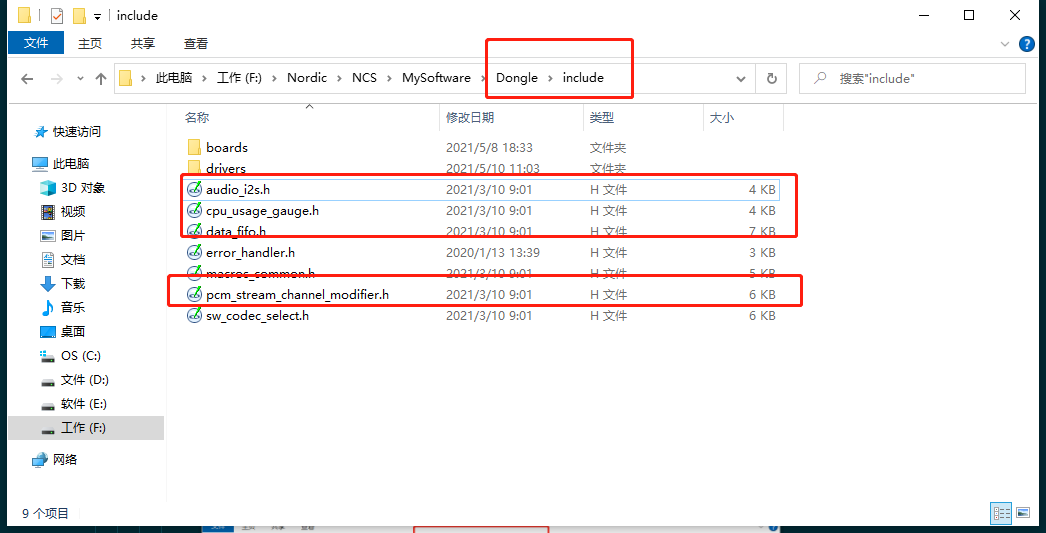 include
文件 主页 共享 查看
此电脑 工作 (F:) Nordic NCS MySoftware Dongle include 搜索"include"
名称 修改日期 类型 大小
快速访问
此电脑
3D 对象
视频
图片
文档
下载
音乐
桌面
OS (C:)
文件 (D:)
软件 (E:)
工作 (F:)
网络
boards 2021/5/8 18:33 文件夹
drivers 2021/5/10 11:03 文件夹
audio_i2s.h 2021/3/10 9:01 H 文件 4 KB
cpu_usage_gauge.h 2021/3/10 9:01 H 文件 4 KB
data_fifo.h 2021/3/10 9:01 H 文件 7 KB
error_handler.h 2020/1/13 13:39 H 文件 3 KB
macros_common.h 2021/3/10 9:01 H 文件 5 KB
pcm_stream_channel_modifier.h 2021/3/10 9:01 H 文件 6 KB
sw_codec_select.h 2021/3/10 9:01 H 文件 6 KB
9 个项目